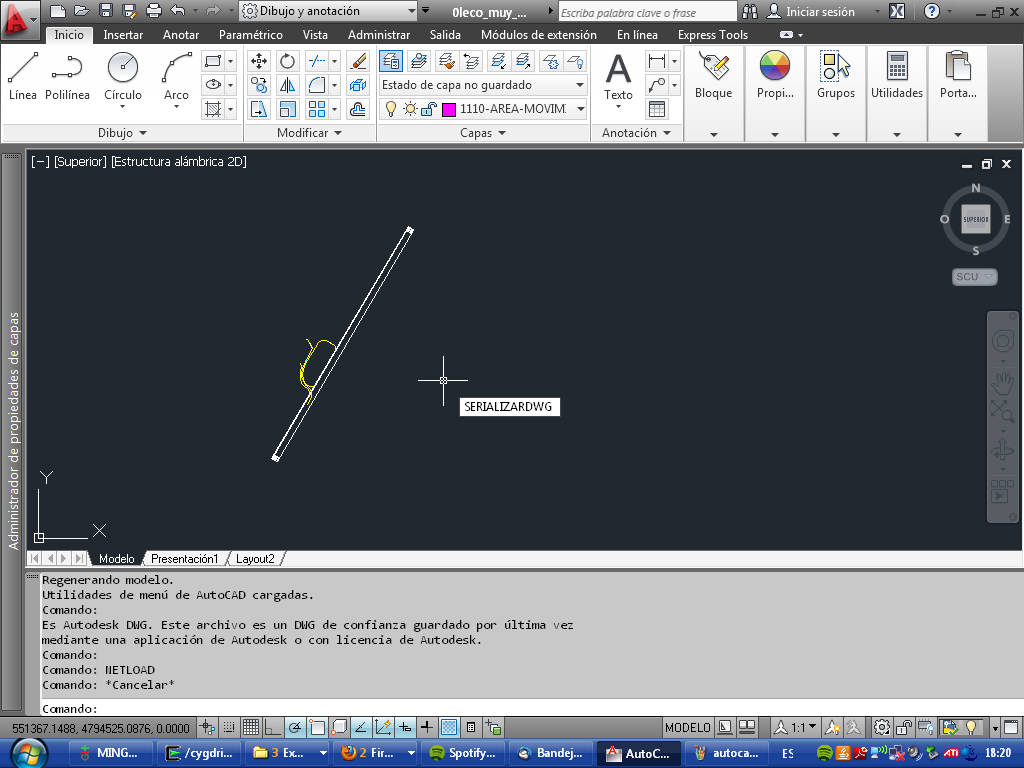 Dibujo y anotación
0leco_muy_...
Escriba palabra clave o frase
Iniciar sesión
Inicio Insertar Anotar Paramétrico Vista Administrar Salida Módulos de extensión En línea Express Tools
Línea Polilínea Círculo Arco
Estado de capa no guardado
1110-AREA-MOVIM
Texto
Bloque Propi... Grupos Utilidades Porta...
Dibujo Modificar Capas Anotación
[−] [Superior] [Estructura alámbrica 2D]
N
O SUPERIOR E
S
SCU
SERIALIZARDWG
Administrador de propiedades de capas
Y
X
Modelo Presentación1 Layout2
Regenerando modelo.
Utilidades de menú de AutoCAD cargadas.
Comando:
Es Autodesk DWG. Este archivo es un DWG de confianza guardado por última vez
mediante una aplicación de Autodesk o con licencia de Autodesk.
Comando:
Comando: NETLOAD
Comando: *Cancelar*
Comando:
551367.1488, 4794525.0876, 0.0000
MODELO
1:1
MING...
/cygdri...
3 Ex...
2 Fir...
Spotify...
Bandej...
AutoC...
autoca...
ES
ATI
18:20